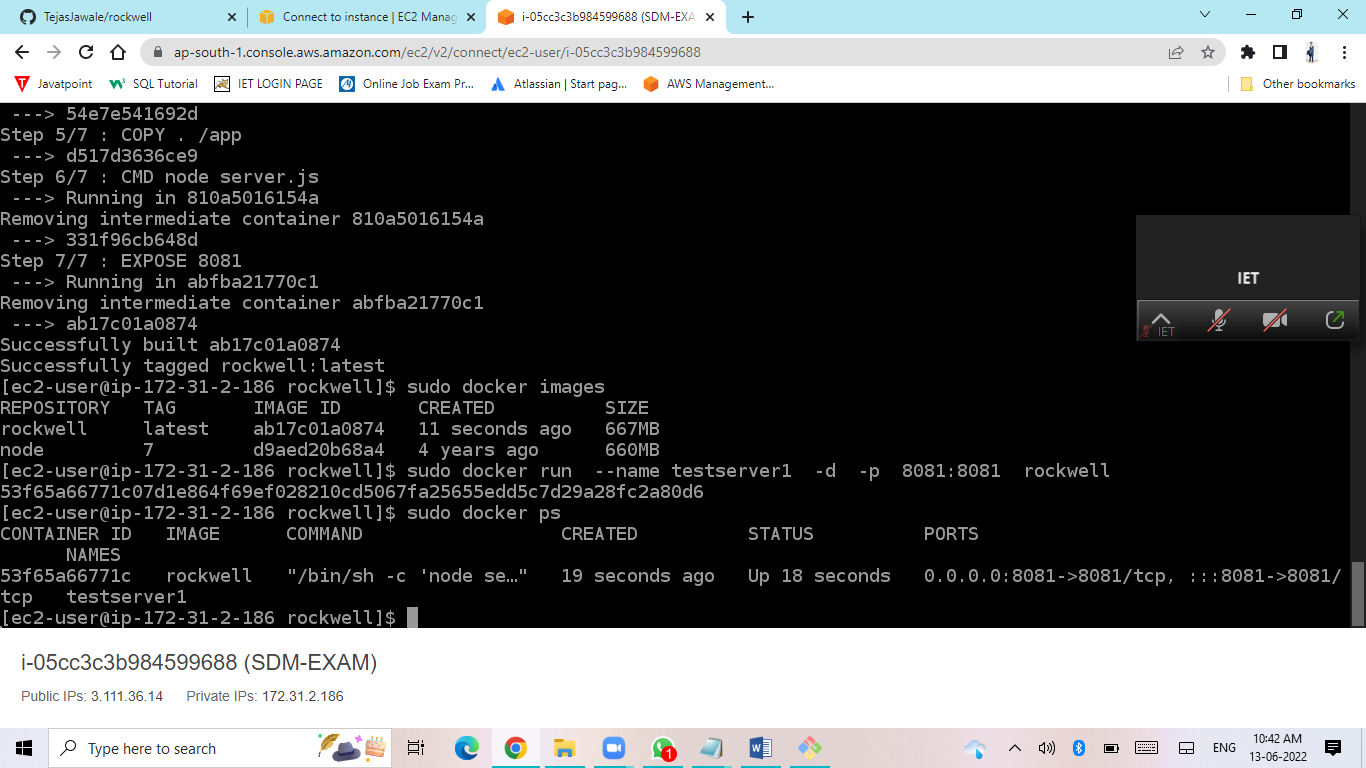 TejasJawale/rockwell
Connect to instance | EC2 Manag
i-05cc3c3b984599688 (SDM-EXA
ap-south-1.console.aws.amazon.com/ec2/v2/connect/ec2-user/i-05cc3c3b984599688
Javatpoint
SQL Tutorial
IET LOGIN PAGE
Online Job Exam Pr...
Atlassian | Start pag...
AWS Management...
Other bookmarks
---> 54e7e541692d
Step 5/7 : COPY . /app
---> d517d3636ce9
Step 6/7 : CMD node server.js
---> Running in 810a5016154a
Removing intermediate container 810a5016154a
---> 331f96cb648d
Step 7/7 : EXPOSE 8081
---> Running in abfba21770c1
Removing intermediate container abfba21770c1
---> ab17c01a0874
Successfully built ab17c01a0874
Successfully tagged rockwell:latest
[ec2-user@ip-172-31-2-186 rockwell]$ sudo docker images
REPOSITORY   TAG       IMAGE ID       CREATED          SIZE
rockwell     latest    ab17c01a0874   11 seconds ago   667MB
node         7         d9aed20b68a4   4 years ago      660MB
[ec2-user@ip-172-31-2-186 rockwell]$ sudo docker run  --name testserver1  -d  -p  8081:8081  rockwell
53f65a66771c07d1e864f69ef028210cd5067fa25655edd5c7d29a28fc2a80d6
[ec2-user@ip-172-31-2-186 rockwell]$ sudo docker ps
CONTAINER ID   IMAGE      COMMAND                  CREATED          STATUS          PORTS
NAMES
53f65a66771c   rockwell   "/bin/sh -c 'node se…"   19 seconds ago   Up 18 seconds   0.0.0.0:8081->8081/tcp, :::8081->8081/
tcp   testserver1
[ec2-user@ip-172-31-2-186 rockwell]$
IET
IET
i-05cc3c3b984599688 (SDM-EXAM)
Public IPs: 3.111.36.14
Private IPs: 172.31.2.186
Type here to search
1
ENG
10:42 AM
13-06-2022